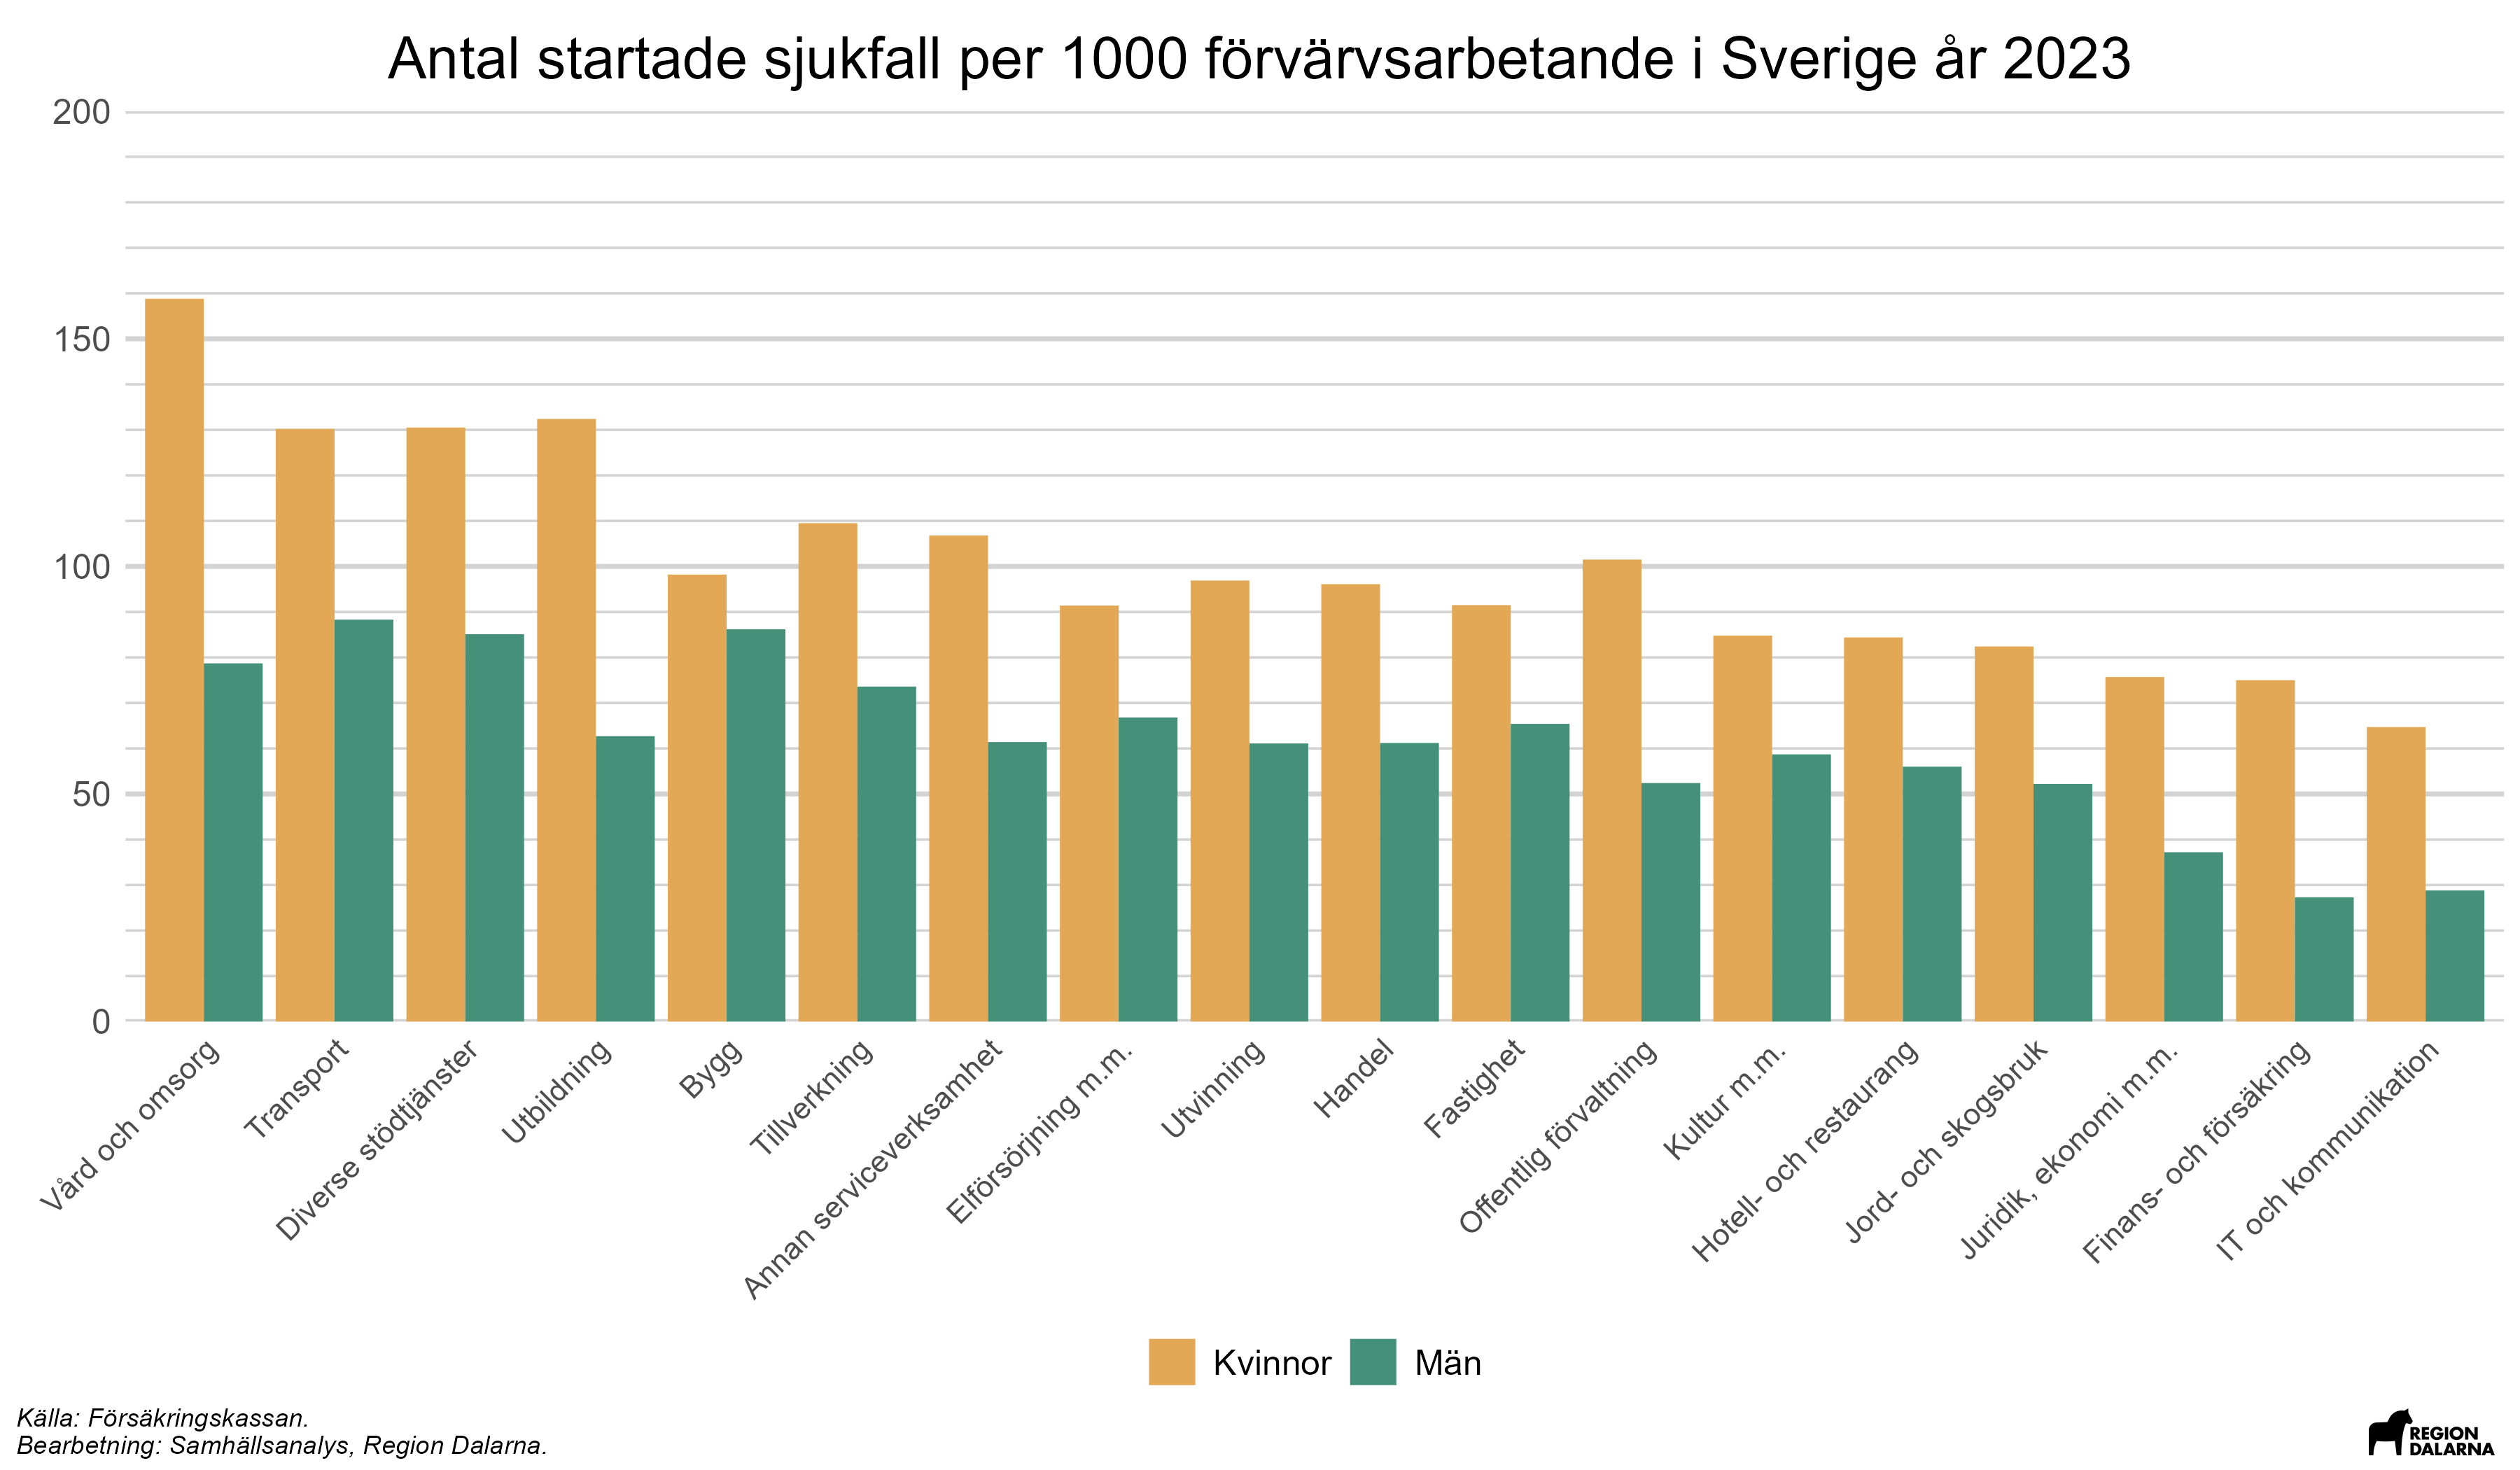 Antal startade sjukfall per 1000 förvärvsarbetande i Sverige år 2023
200
150
100
50
0
Vård och omsorg
Transport
Diverse stödtjänster
Utbildning
Bygg
Tillverkning
Annan serviceverksamhet
Elförsörjning m.m.
Utvinning
Handel
Fastighet
Offentlig förvaltning
Kultur m.m.
Hotell- och restaurang
Jord- och skogsbruk
Juridik, ekonomi m.m.
Finans- och försäkring
IT och kommunikation
Kvinnor Män
Källa: Försäkringskassan.
Bearbetning: Samhällsanalys, Region Dalarna.
REGION
DALARNA